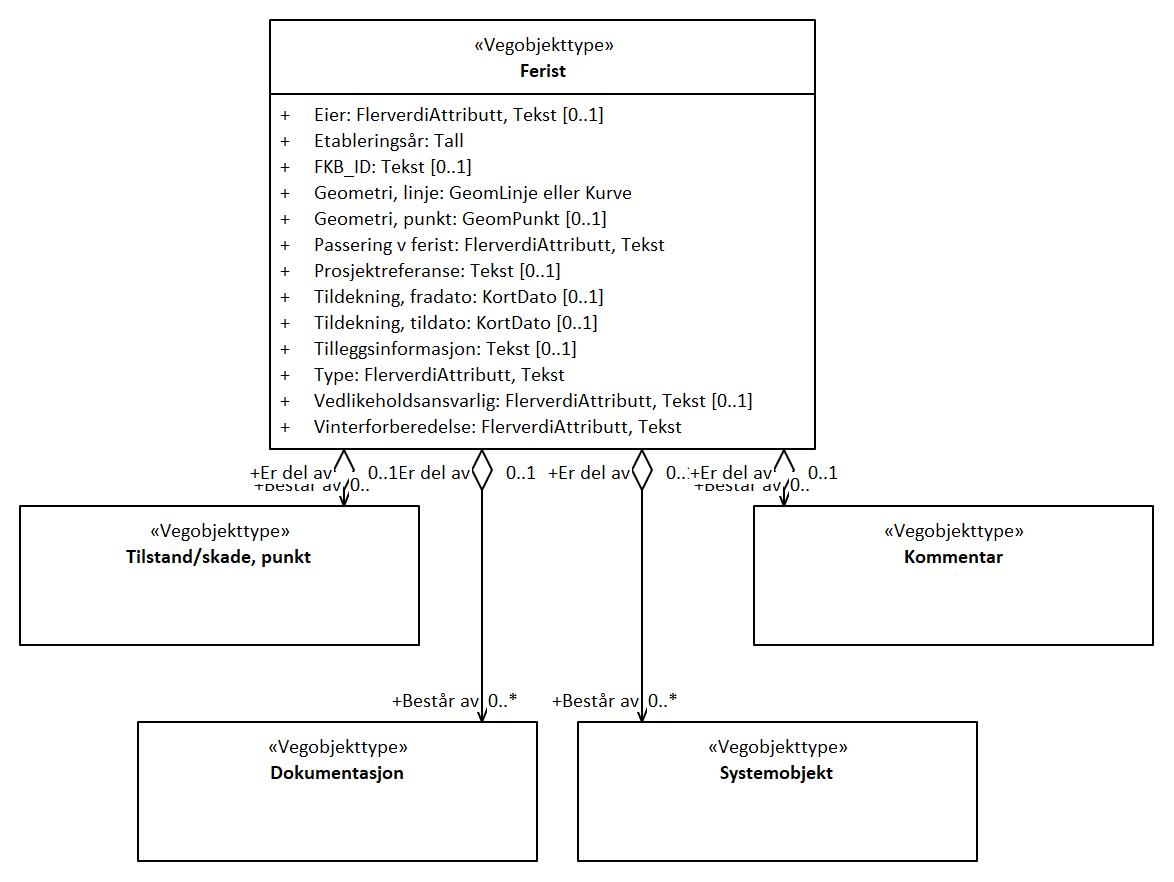 «Vegobjekttype»
Ferist
+ Eier: FlerverdiAttributt, Tekst [0..1]
+ Etableringsår: Tall
+ FKB_ID: Tekst [0..1]
+ Geometri, linje: GeomLinje eller Kurve
+ Geometri, punkt: GeomPunkt [0..1]
+ Passering v ferist: FlerverdiAttributt, Tekst
+ Prosjektreferanse: Tekst [0..1]
+ Tildekning, fradato: KortDato [0..1]
+ Tildekning, tildato: KortDato [0..1]
+ Tilleggsinformasjon: Tekst [0..1]
+ Type: FlerverdiAttributt, Tekst
+ Vedlikeholdsansvarlig: FlerverdiAttributt, Tekst [0..1]
+ Vinterforberedelse: FlerverdiAttributt, Tekst
+Er del av 0..1 Er del av 0..1 +Er del av 0.. +Er del av 0..1
+Består av 0.. +Består av 0..
«Vegobjekttype»
Tilstand/skade, punkt
«Vegobjekttype»
Kommentar
+Består av 0..* +Består av 0..*
«Vegobjekttype»
Dokumentasjon
«Vegobjekttype»
Systemobjekt